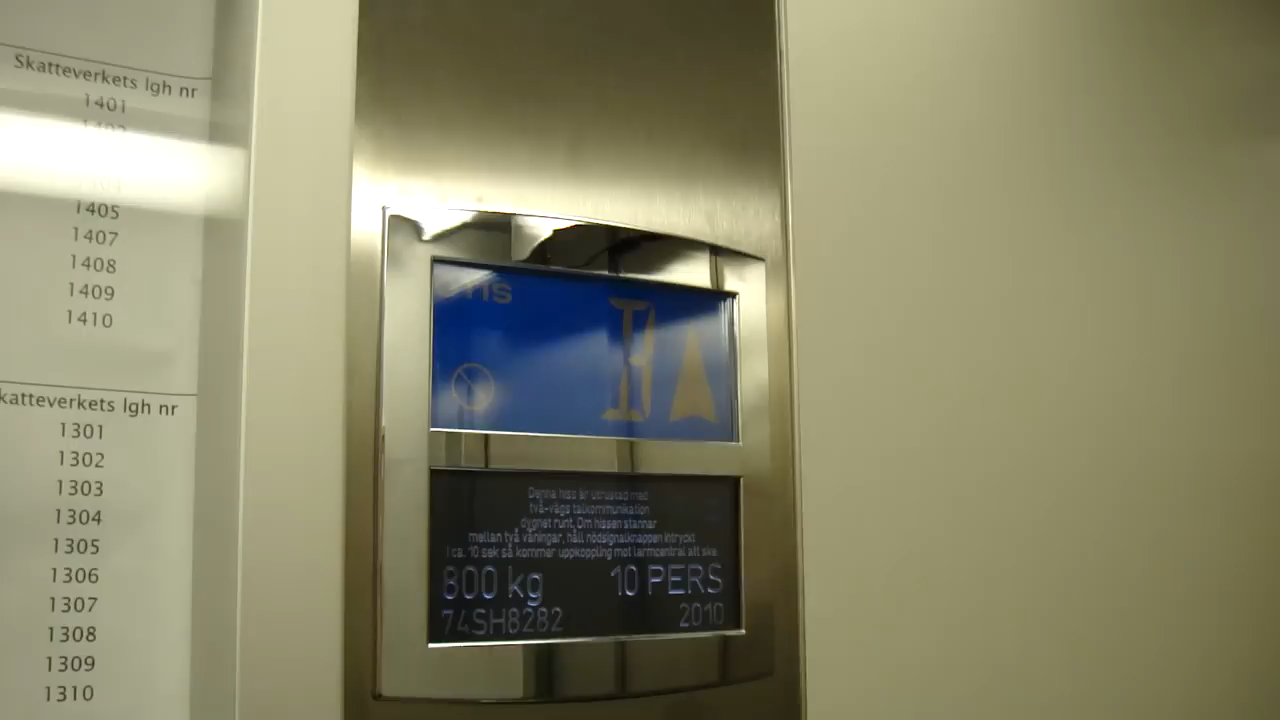 Skatteverkets lgh nr
1401
1405
1407
1408
1409
1410
katteverkets lgh nr
1301
1302
1303
1304
1305
1306
1307
1308
1309
1310
Denna hiss är utrustad med
två-vägs talkommunikation
dygnet runt. Om hissen stannar
mellan två våningar, håll nödsignalknappen intryckt
i ca. 10 sek så kommer uppkoppling mot larmcentral att ske.
800 kg 10 PERS
74SH8282 2010